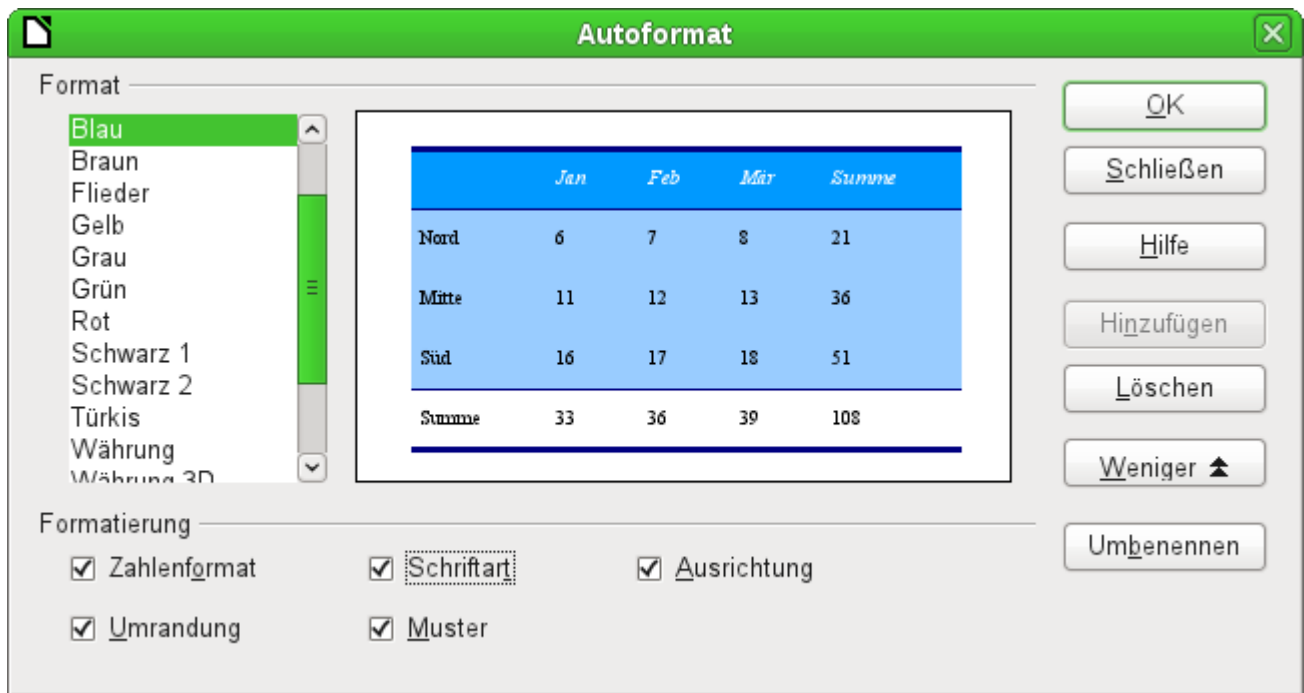 Autoformat
Format
Blau
Braun
Flieder
Gelb
Grau
Grün
Rot
Schwarz 1
Schwarz 2
Türkis
Währung
Währung 3D
Jan Feb Mär Summe
Nord 6 7 8 21
Mitte 11 12 13 36
Süd 16 17 18 51
Summe 33 36 39 108
OK
Schließen
Hilfe
Hinzufügen
Löschen
Weniger
Umbenennen
Formatierung
Zahlenformat Schriftart Ausrichtung
Umrandung Muster